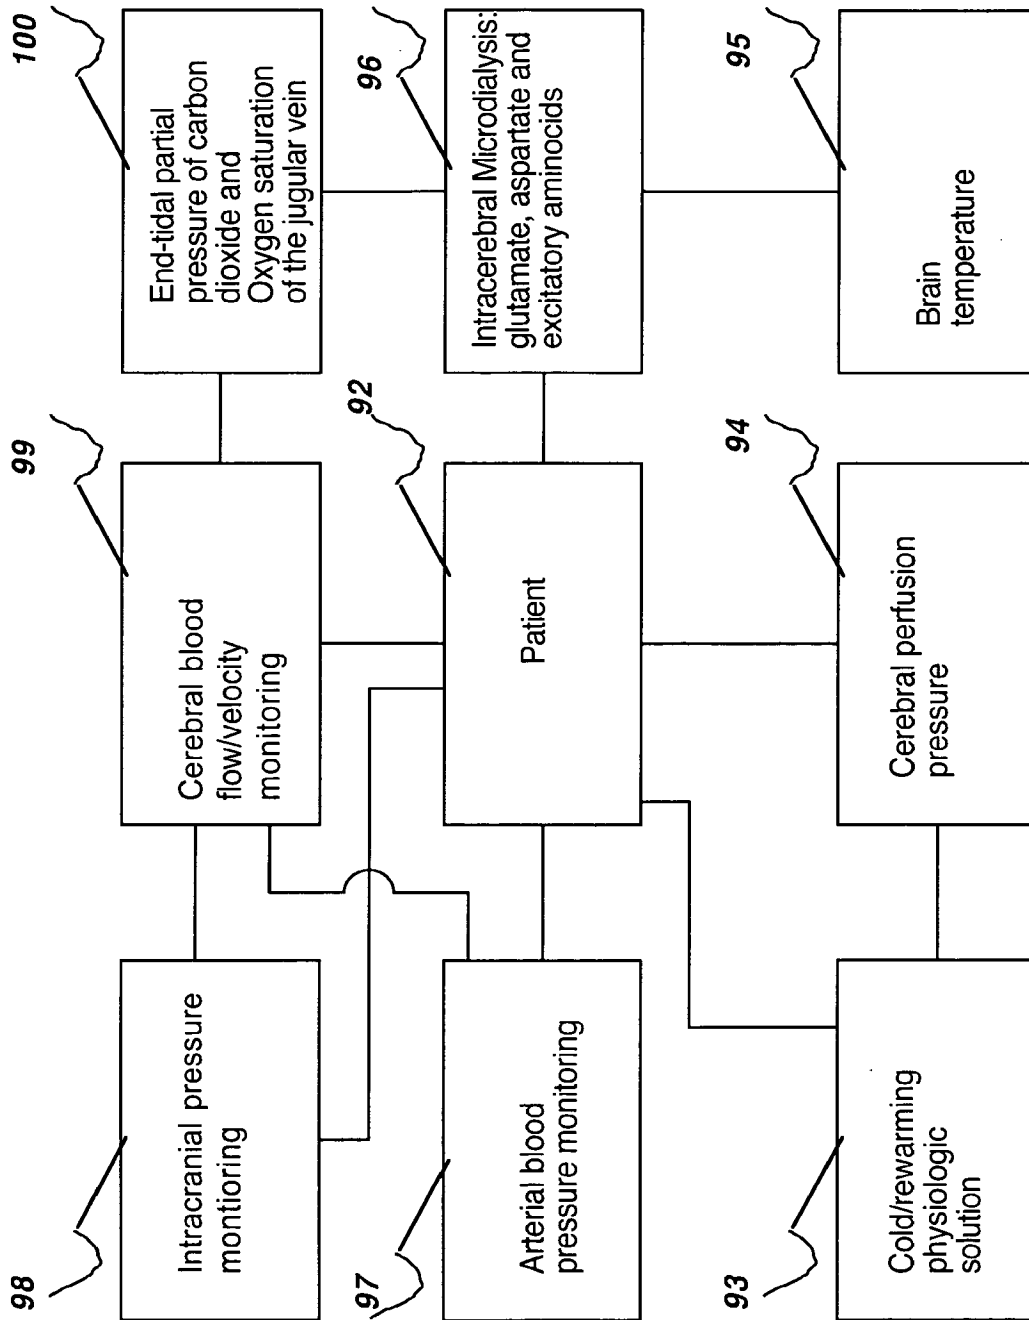 98
Intracranial pressure
montioring
99
Cerebral blood
flow/velocity
monitoring
100
End-tidal partial
pressure of carbon
dioxide and
Oxygen saturation
of the jugular vein
97
Arterial blood
pressure monitoring
92
Patient
96
Intracerebral Microdialysis:
glutamate, aspartate and
excitatory aminocids
93
Cold/rewarming
physiologic
solution
94
Cerebral perfusion
pressure
95
Brain
temperature